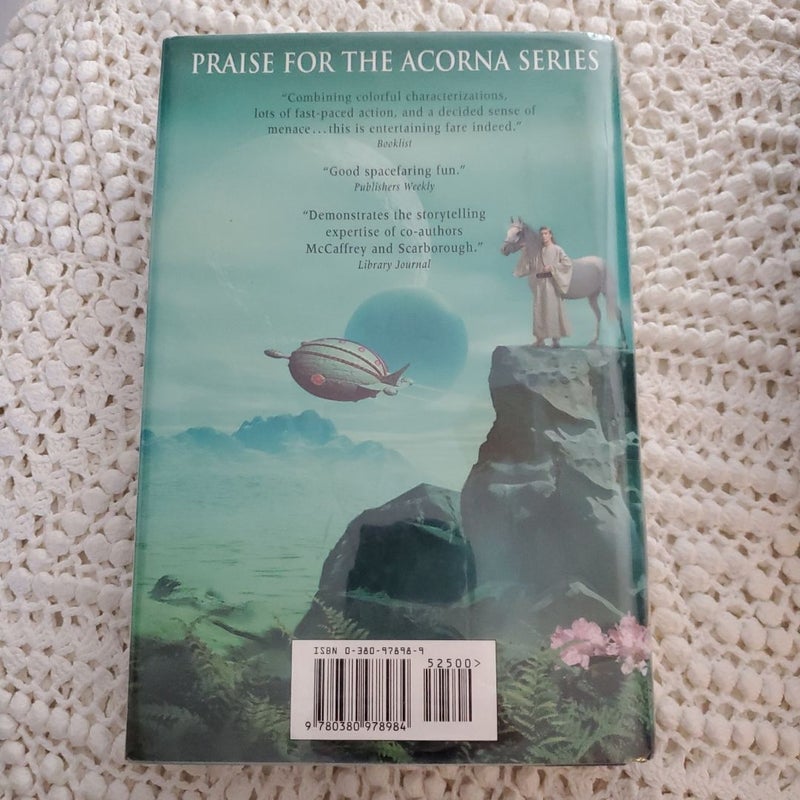 PRAISE FOR THE ACORNA SERIES
“Combining colorful characterizations,
lots of fast-paced action, and a decided sense of
menace...this is entertaining fare indeed.”
Booklist
“Good spacefaring fun.”
Publishers Weekly
“Demonstrates the storytelling
expertise of co-authors
McCaffrey and Scarborough.”
Library Journal
ISBN 0-380-97898-9
52500>
9 780380 978984